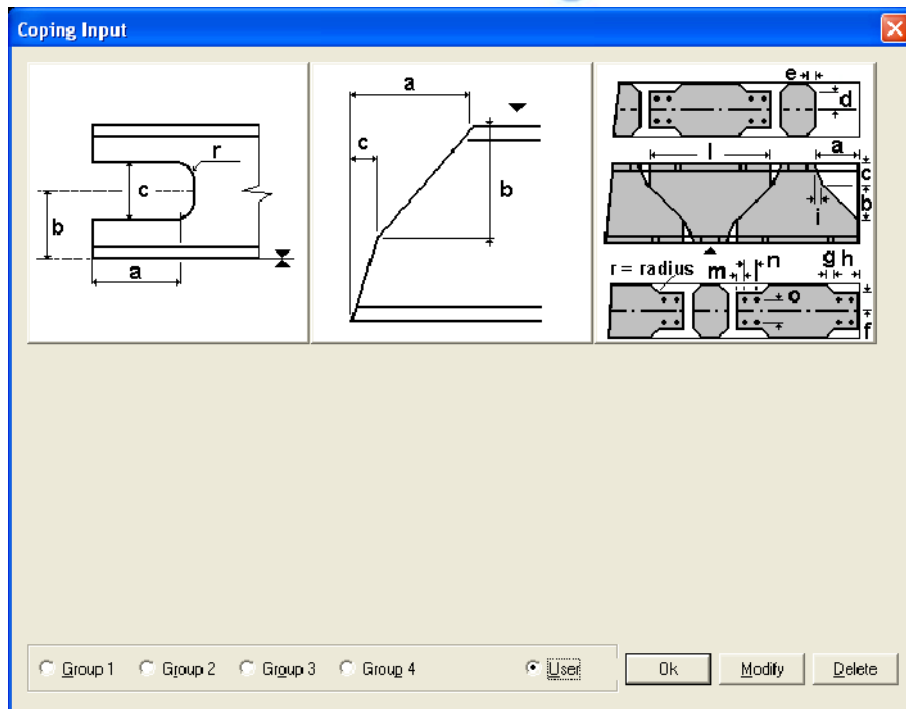 Coping Input
r
c
b
a
a
c
b
e
d
l
a
c
b
i
r = radius
m
n
g h
o
f
Group 1
Group 2
Group 3
Group 4
User
Ok
Modify
Delete